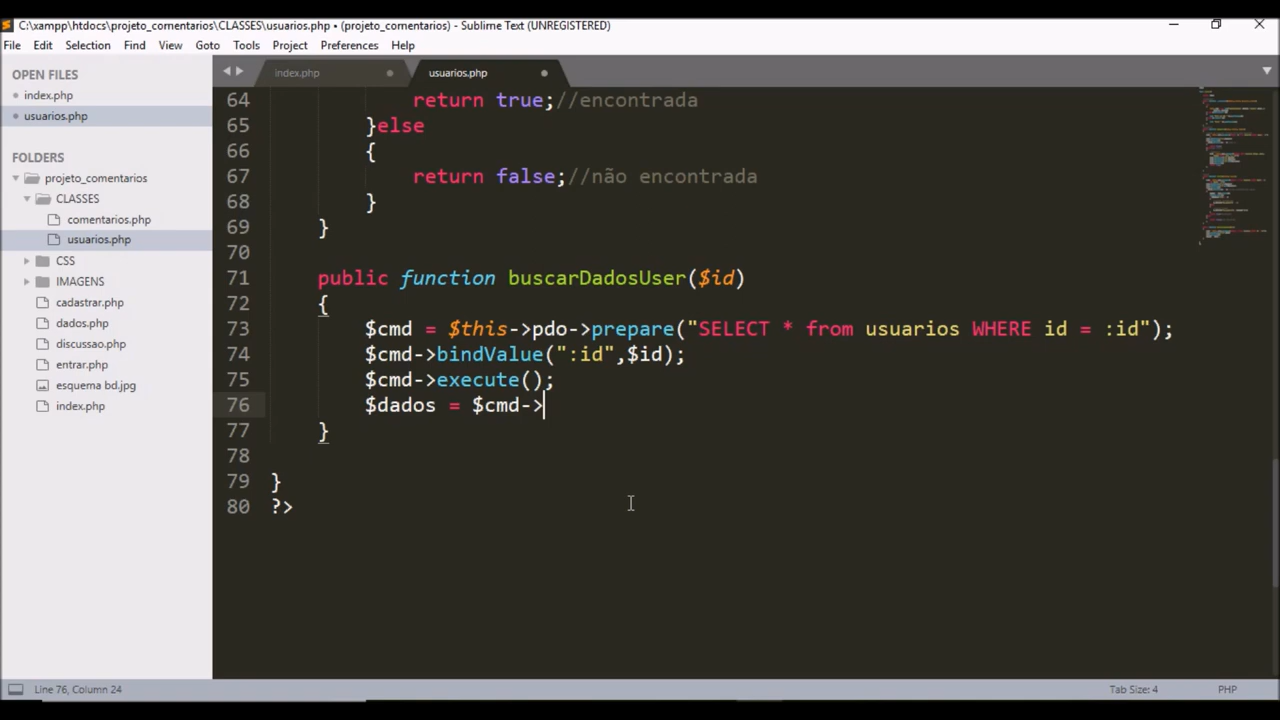 C:\xampp\htdocs\projeto_comentarios\CLASSES\usuarios.php • (projeto_comentarios) - Sublime Text (UNREGISTERED)
File Edit Selection Find View Goto Tools Project Preferences Help
OPEN FILES
index.php
usuarios.php
FOLDERS
projeto_comentarios
CLASSES
comentarios.php
usuarios.php
CSS
IMAGENS
cadastrar.php
dados.php
discussao.php
entrar.php
esquema bd.jpg
index.php
index.php usuarios.php
64 return true;//encontrada
65 }else
66 {
67 return false;//não encontrada
68 }
69 }
70
71 public function buscarDadosUser($id)
72 {
73 $cmd = $this->pdo->prepare("SELECT * from usuarios WHERE id = :id");
74 $cmd->bindValue(":id",$id);
75 $cmd->execute();
76 $dados = $cmd->
77 }
78
79 }
80 ?>
Line 76, Column 24 Tab Size: 4 PHP